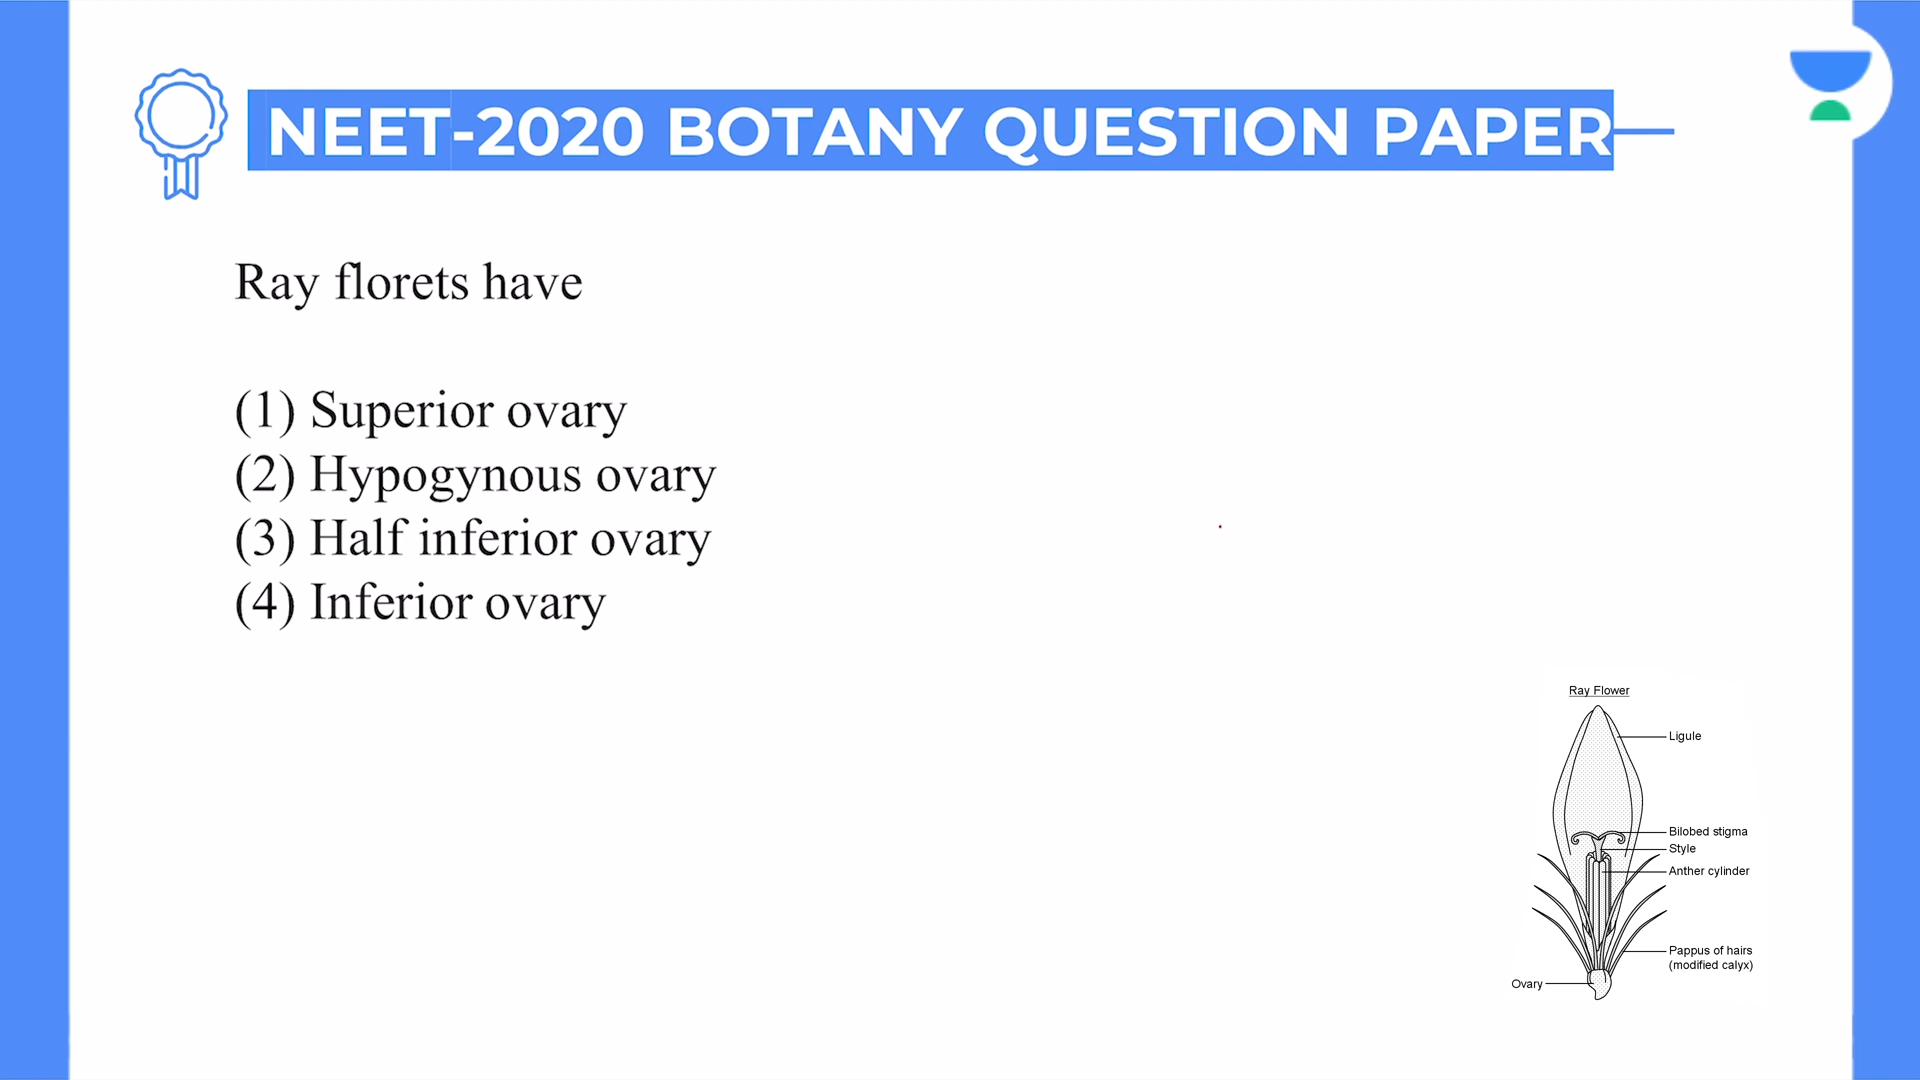 NEET-2020 BOTANY QUESTION PAPER
Ray florets have
(1) Superior ovary
(2) Hypogynous ovary
(3) Half inferior ovary
(4) Inferior ovary
Ray Flower
Ligule
Bilobed stigma
Style
Anther cylinder
Pappus of hairs
(modified calyx)
Ovary